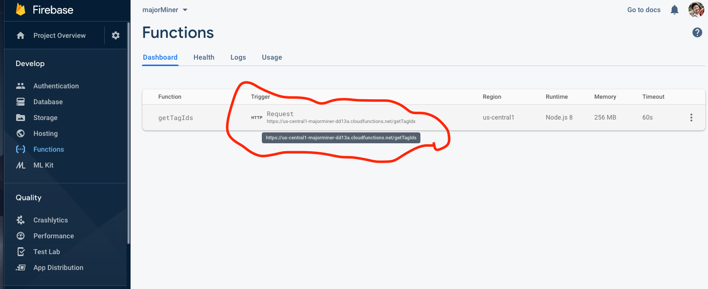 Firebase
majorMiner
Go to docs
Project Overview
Functions
Dashboard
Health
Logs
Usage
Develop
Authentication
Database
Storage
Hosting
Functions
ML Kit
Function
Trigger
Region
Runtime
Memory
Timeout
getTagIds
HTTP
Request
https://us-central1-majorminer-dd13a.cloudfunctions.net/getTagIds
us-central1
Node.js 8
256 MB
60s
https://us-central1-majorminer-dd13a.cloudfunctions.net/getTagIds
Quality
Crashlytics
Performance
Test Lab
App Distribution